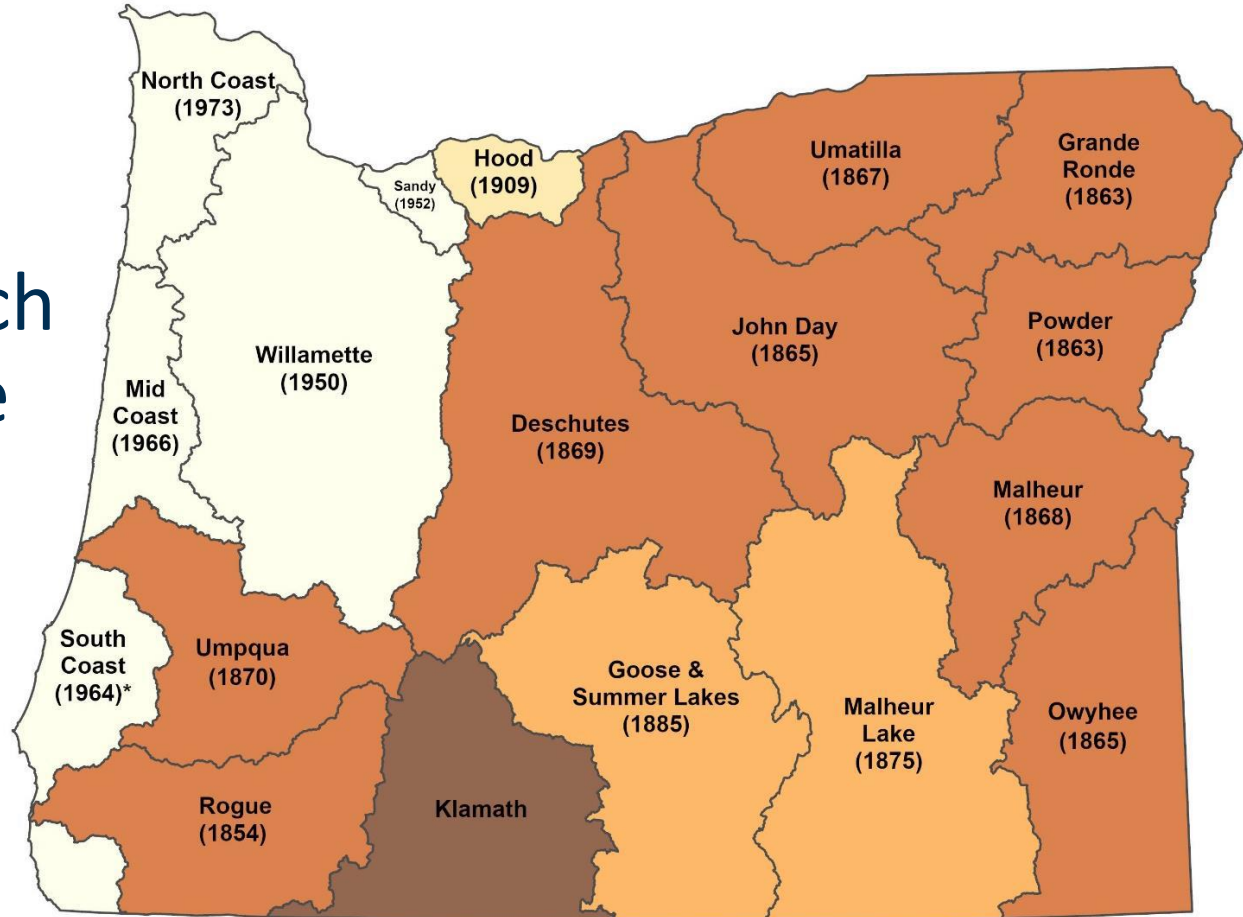 ch
e
North Coast
(1973)
Hood
(1909)
Sandy
(1952)
Umatilla
(1867)
Grande
Ronde
(1863)
Willamette
(1950)
John Day
(1865)
Powder
(1863)
Mid
Coast
(1966)
Deschutes
(1869)
Malheur
(1868)
South
Coast
(1964)*
Umpqua
(1870)
Goose &
Summer Lakes
(1885)
Malheur
Lake
(1875)
Owyhee
(1865)
Rogue
(1854)
Klamath